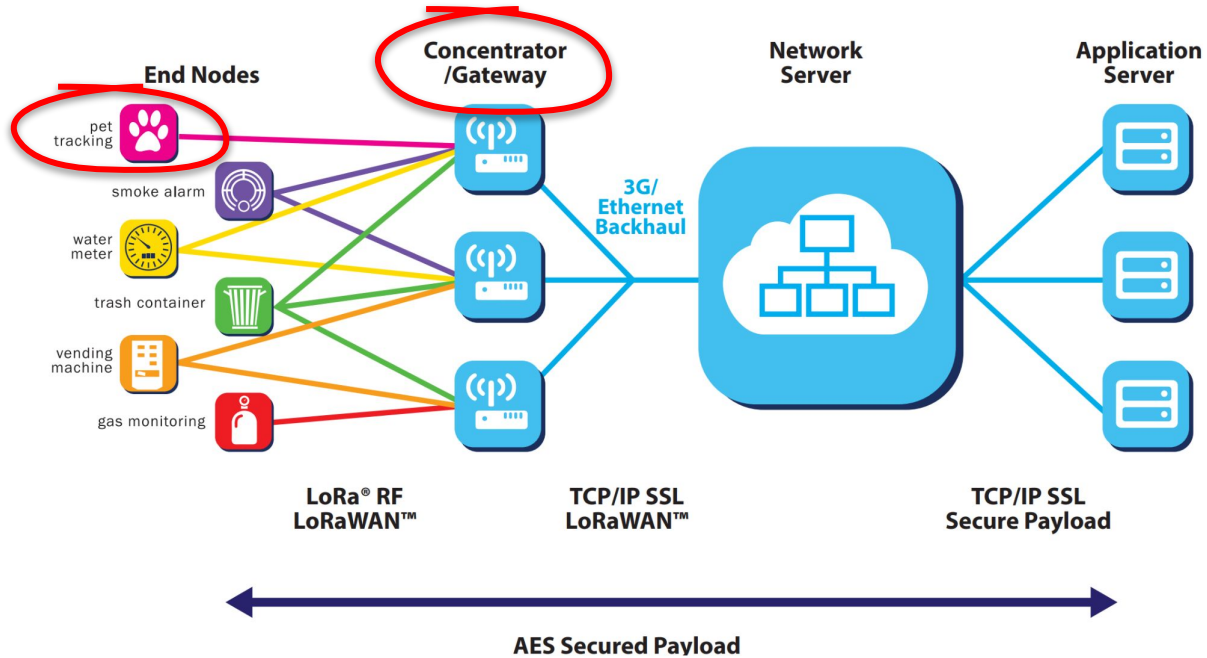 End Nodes
Concentrator
/Gateway
Network
Server
Application
Server
pet
tracking
smoke alarm
water
meter
trash container
vending
machine
gas monitoring
3G/
Ethernet
Backhaul
LoRa® RF
LoRaWAN™
TCP/IP SSL
LoRaWAN™
TCP/IP SSL
Secure Payload
AES Secured Payload